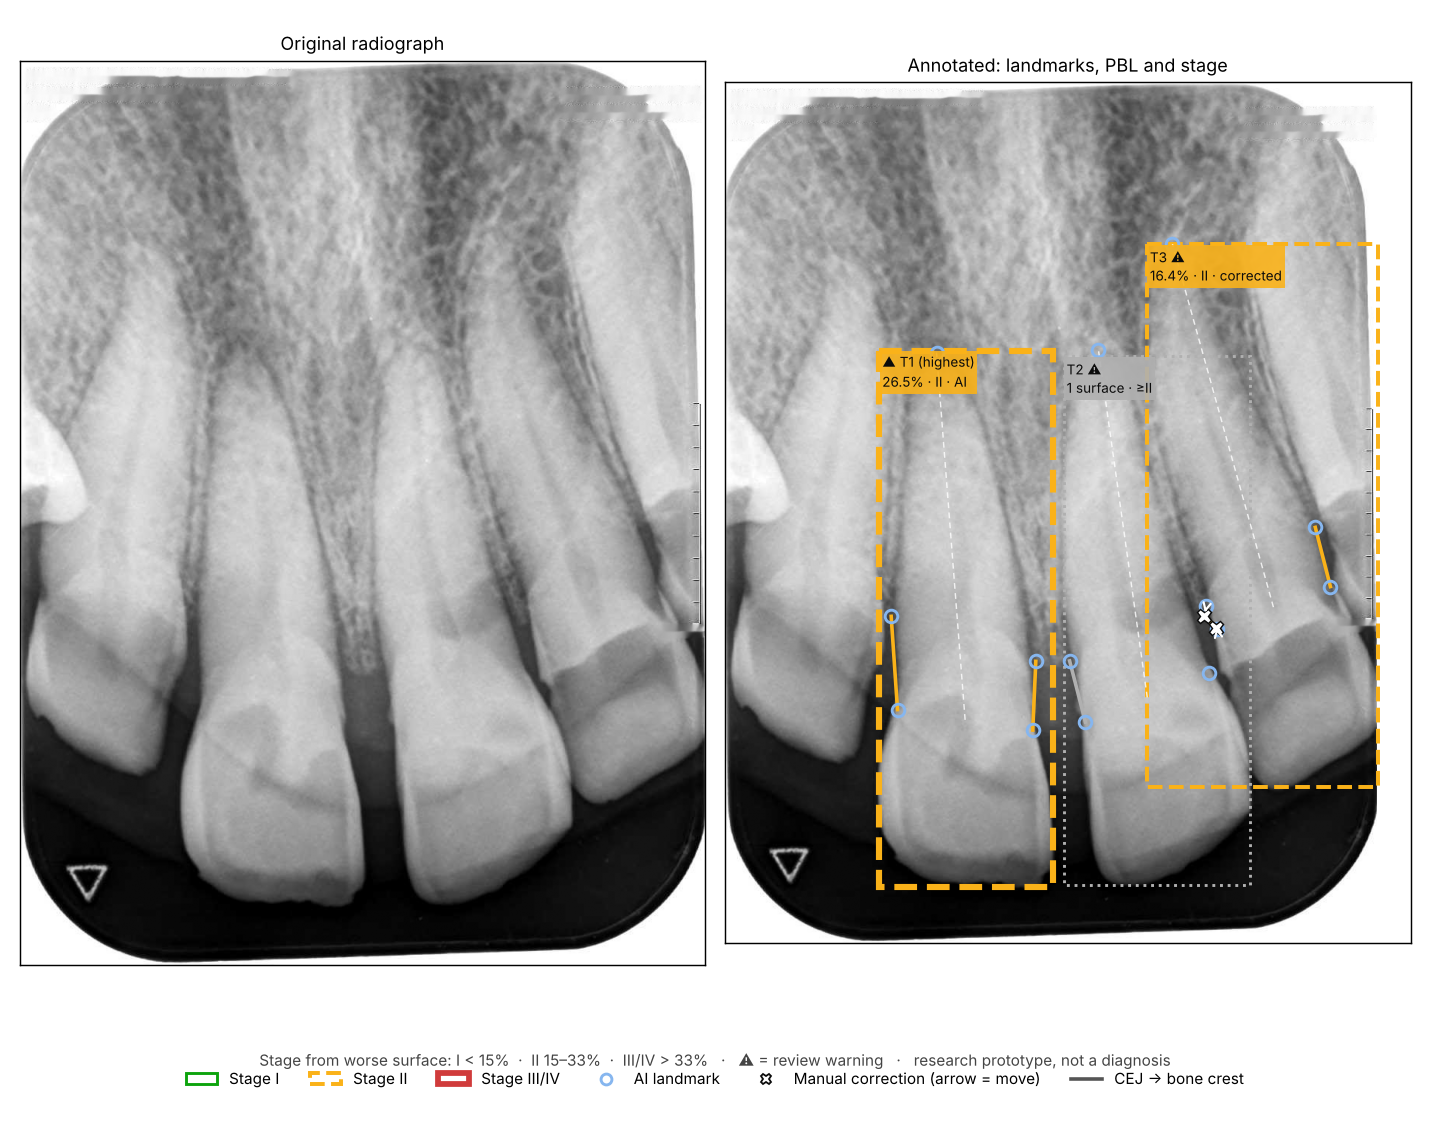 Original radiograph
Annotated: landmarks, PBL and stage
T3 ⚠
16.4% · II · corrected
▲ T1 (highest)
26.5% · II · AI
T2 ⚠
1 surface · ≥II
Stage from worse surface: I < 15% · II 15–33% · III/IV > 33% · ⚠ = review warning · research prototype, not a diagnosis
Stage I
Stage II
Stage III/IV
AI landmark
Manual correction (arrow = move)
CEJ → bone crest